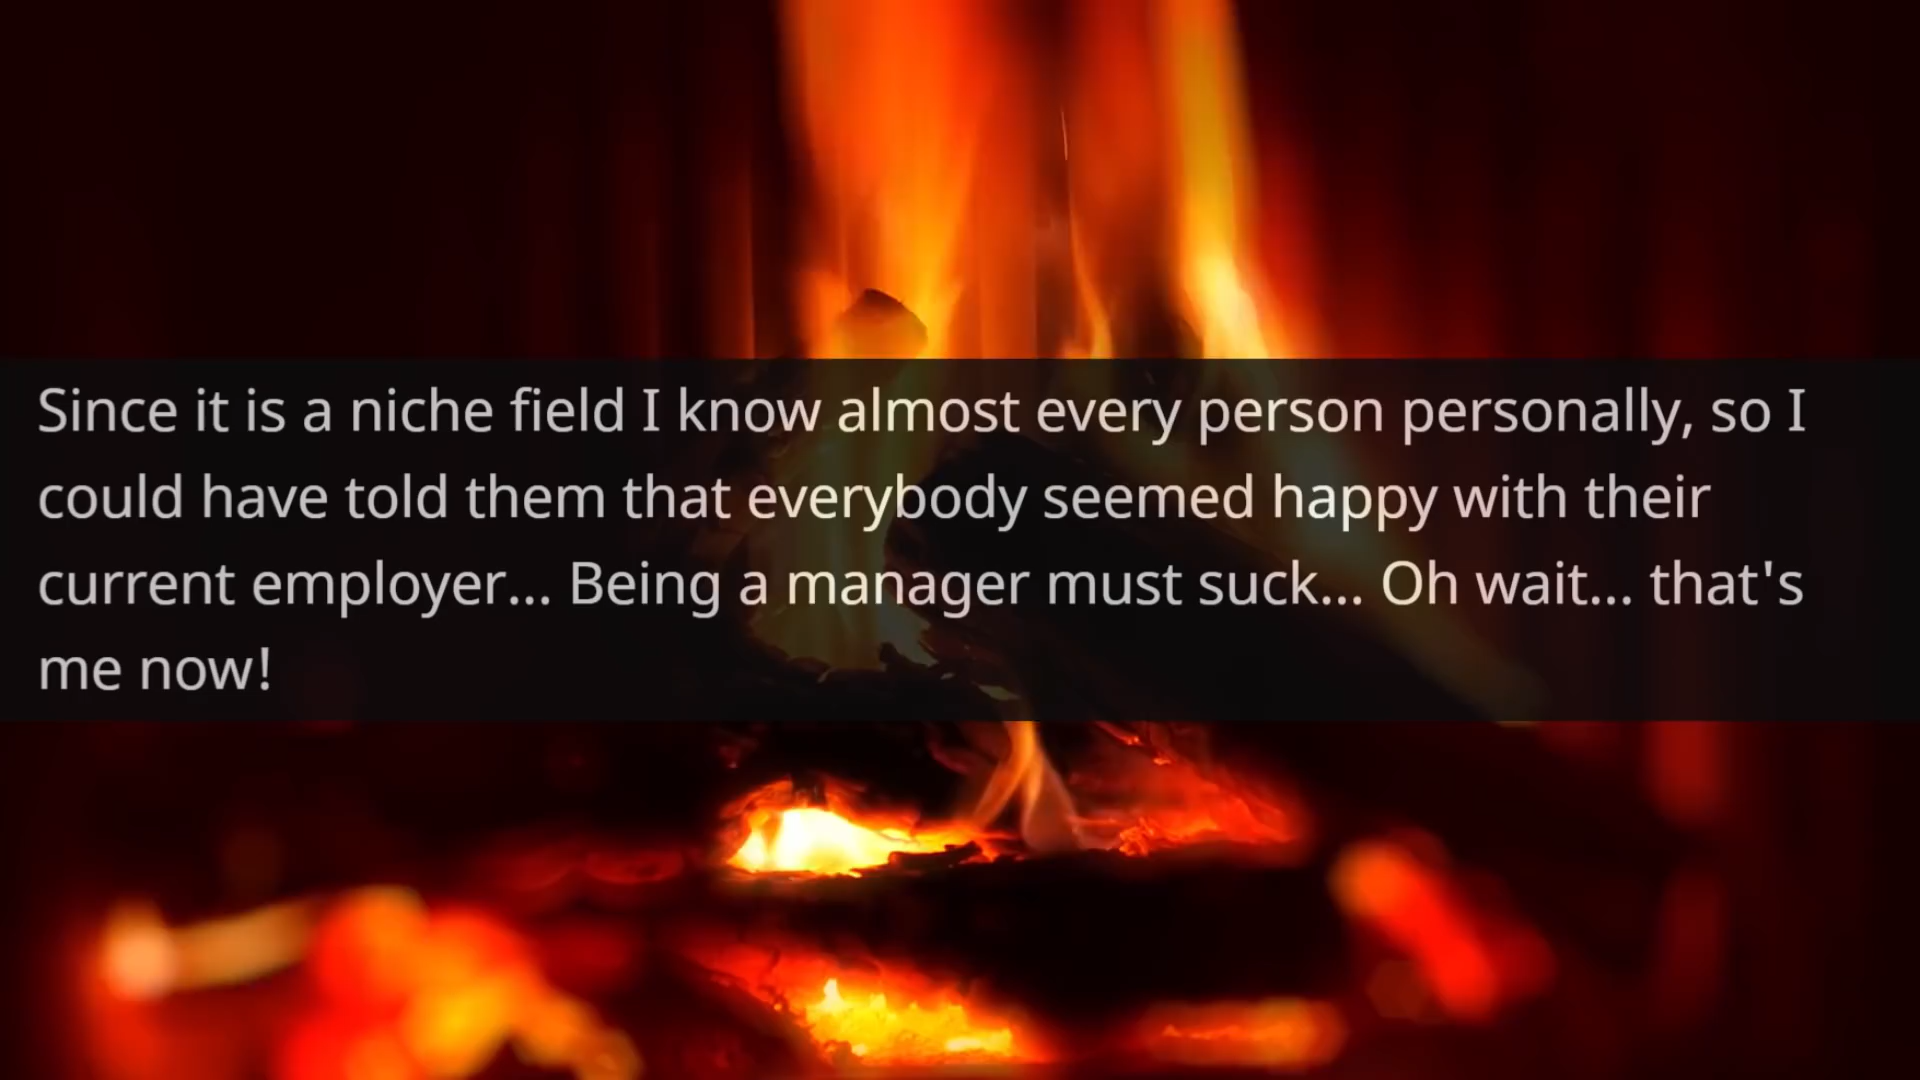 Since it is a niche field I know almost every person personally, so I
could have told them that everybody seemed happy with their
current employer... Being a manager must suck... Oh wait... that's
me now!